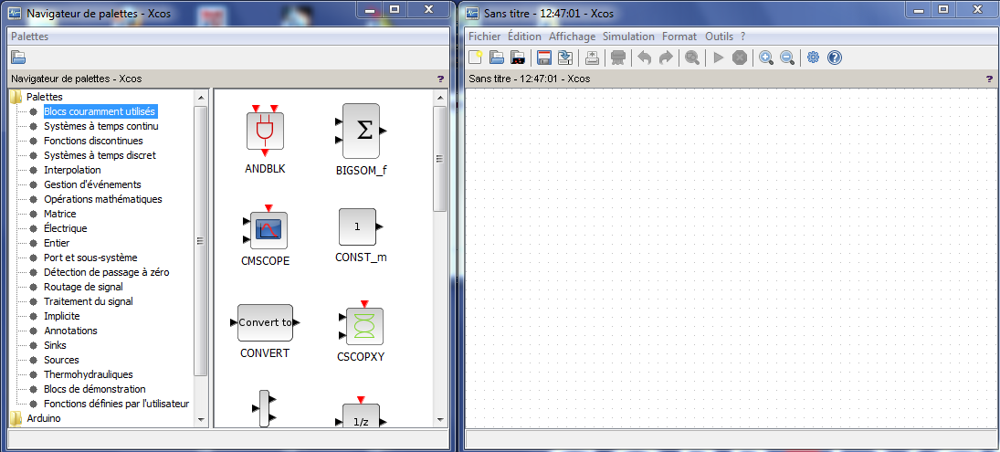 Navigateur de palettes - Xcos
Palettes
Navigateur de palettes - Xcos ?
Palettes
Blocs couramment utilisés
Systèmes à temps continu
Fonctions discontinues
Systèmes à temps discret
Interpolation
Gestion d'événements
Opérations mathématiques
Matrice
Électrique
Entier
Port et sous-système
Détection de passage à zéro
Routage de signal
Traitement du signal
Implicite
Annotations
Sinks
Sources
Thermohydrauliques
Blocs de démonstration
Fonctions définies par l'utilisateur
Arduino
ANDBLK
Σ
BIGSOM_f
CMSCOPE
1
CONST_m
Convert to
CONVERT
CSCOPXY
1/z
Sans titre - 12:47:01 - Xcos
Fichier Édition Affichage Simulation Format Outils ?
Sans titre - 12:47:01 - Xcos ?